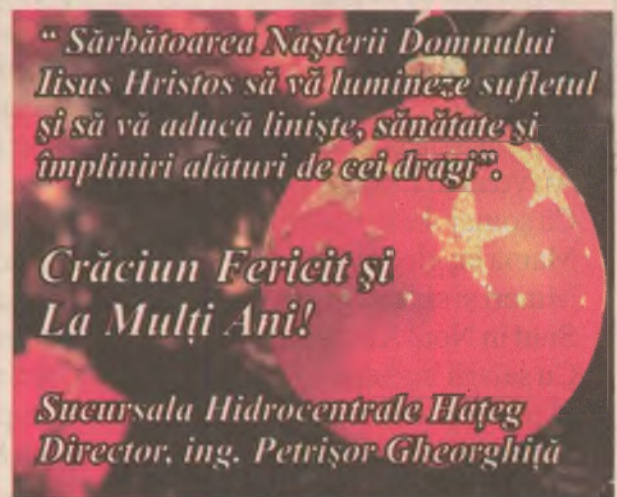 “ Sărbătoarea Nașterii Domnului
Iisus Hristos să vă lumineze sufletul
și să vă aducă liniște, sănătate și
împliniri alături de cei dragi”.
Crăciun Fericit și
La Mulți Ani!
Sucursala Hidrocentrale Hațeg
Director, ing. Petrișor Gheorghiță